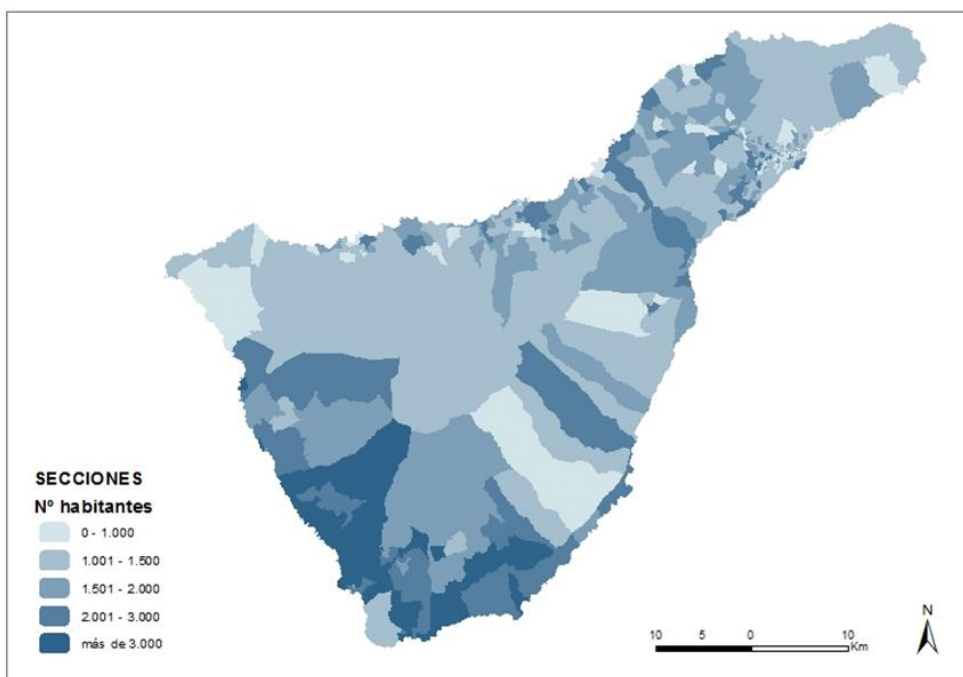 SECCIONES
Nº habitantes
0 - 1.000
1.001 - 1.500
1.501 - 2.000
2.001 - 3.000
más de 3.000
10 5 0 10
Km
N